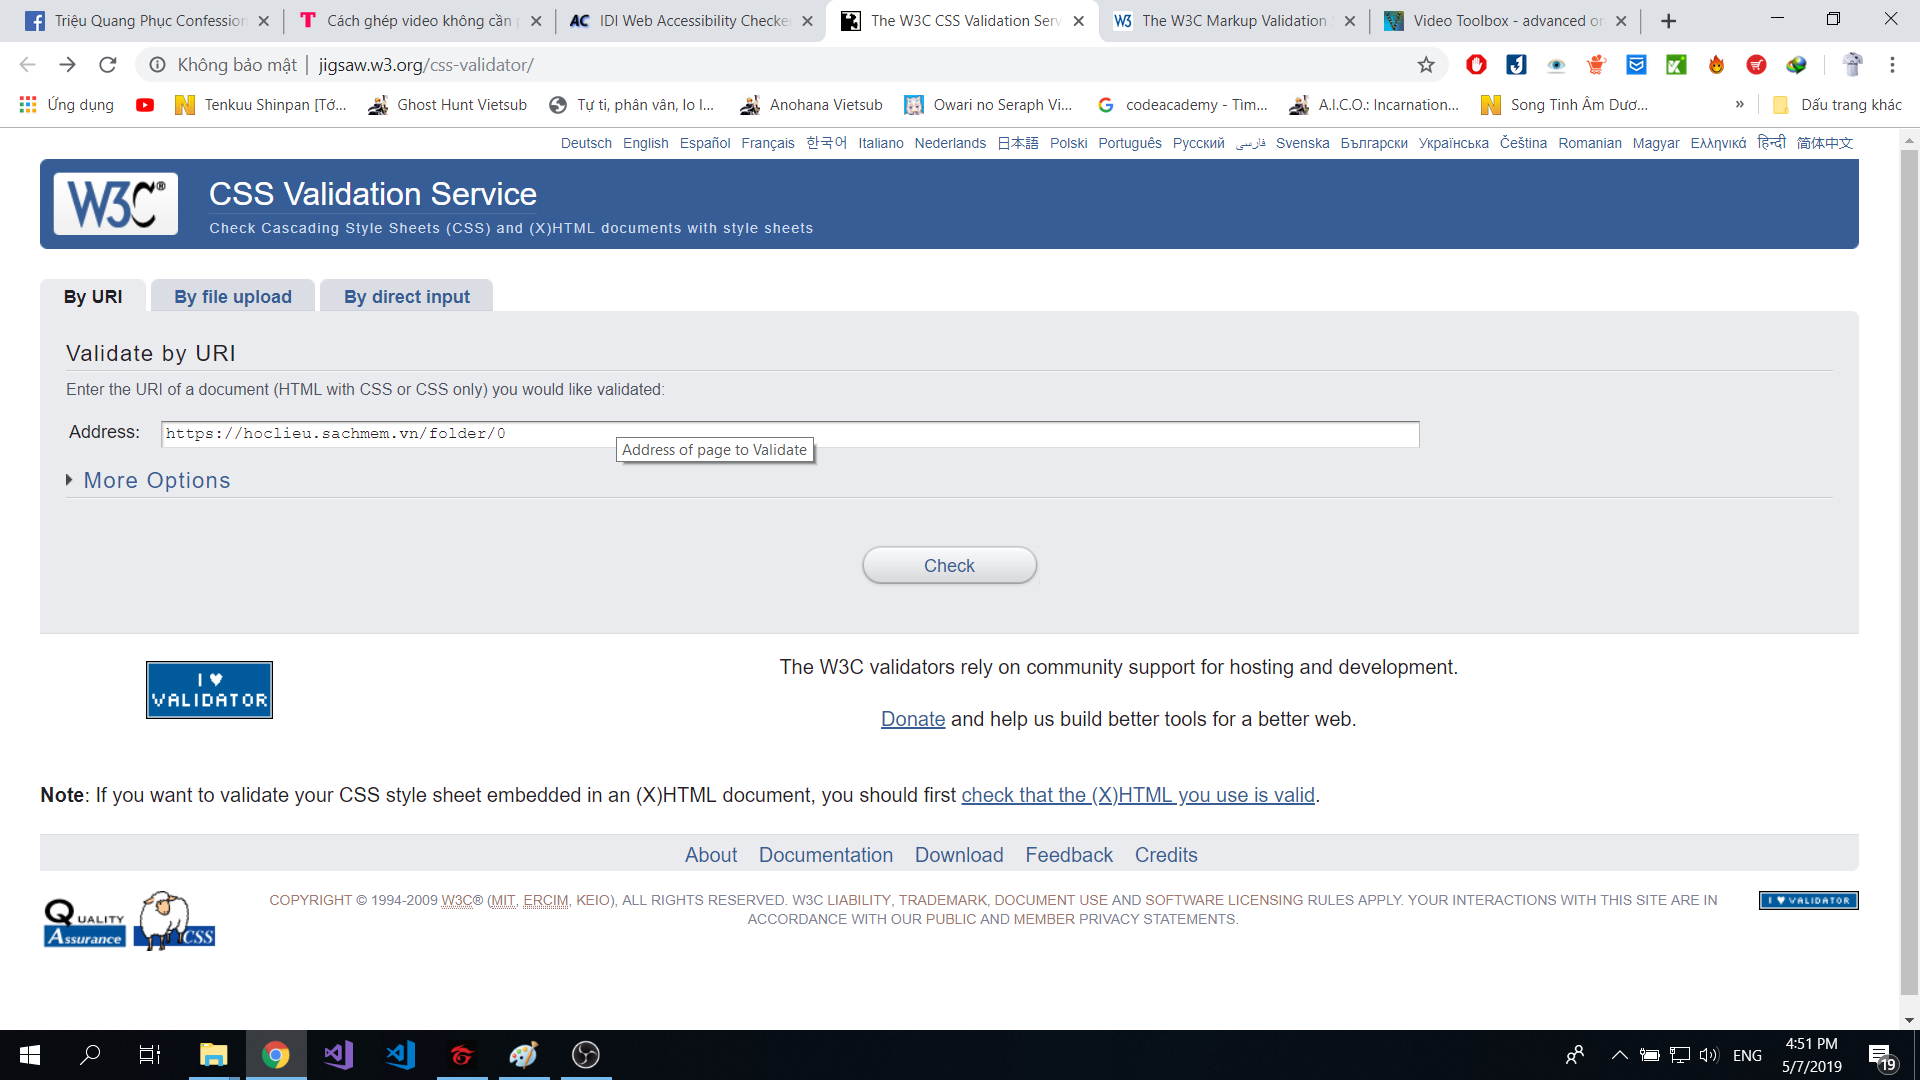 Triệu Quang Phục Confession
Cách ghép video không cần
IDI Web Accessibility Checker
The W3C CSS Validation Serv
The W3C Markup Validation
Video Toolbox - advanced on
Không bảo mật | jigsaw.w3.org/css-validator/
Ứng dụng
Tenkuu Shinpan [Tớ...
Ghost Hunt Vietsub
Tự ti, phân vân, lo l...
Anohana Vietsub
Owari no Seraph Vi...
codeacademy - Tìm...
A.I.C.O.: Incarnation...
Song Tinh Âm Dươ...
»
Dấu trang khác
Deutsch English Español Français 한국어 Italiano Nederlands 日本語 Polski Português Русский فارسی Svenska Български Українська Čeština Romanian Magyar Ελληνικά हिन्दी 简体中文
W3C®
CSS Validation Service
Check Cascading Style Sheets (CSS) and (X)HTML documents with style sheets
By URI
By file upload
By direct input
Validate by URI
Enter the URI of a document (HTML with CSS or CSS only) you would like validated:
Address: https://hoclieu.sachmem.vn/folder/0
Address of page to Validate
More Options
Check
I ♥
VALIDATOR
The W3C validators rely on community support for hosting and development.
Donate and help us build better tools for a better web.
Note: If you want to validate your CSS style sheet embedded in an (X)HTML document, you should first check that the (X)HTML you use is valid.
About Documentation Download Feedback Credits
QUALITY
Assurance
CSS
COPYRIGHT © 1994-2009 W3C® (MIT, ERCIM, KEIO), ALL RIGHTS RESERVED. W3C LIABILITY, TRADEMARK, DOCUMENT USE AND SOFTWARE LICENSING RULES APPLY. YOUR INTERACTIONS WITH THIS SITE ARE IN
ACCORDANCE WITH OUR PUBLIC AND MEMBER PRIVACY STATEMENTS.
I ♥ VALIDATOR
ENG
4:51 PM
5/7/2019
19